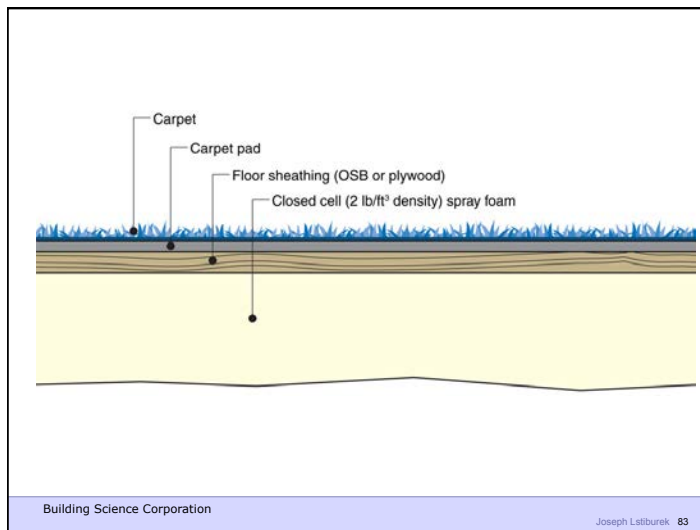 Carpet
Carpet pad
Floor sheathing (OSB or plywood)
Closed cell (2 lb/ft³ density) spray foam
Building Science Corporation
Joseph Lstiburek 83